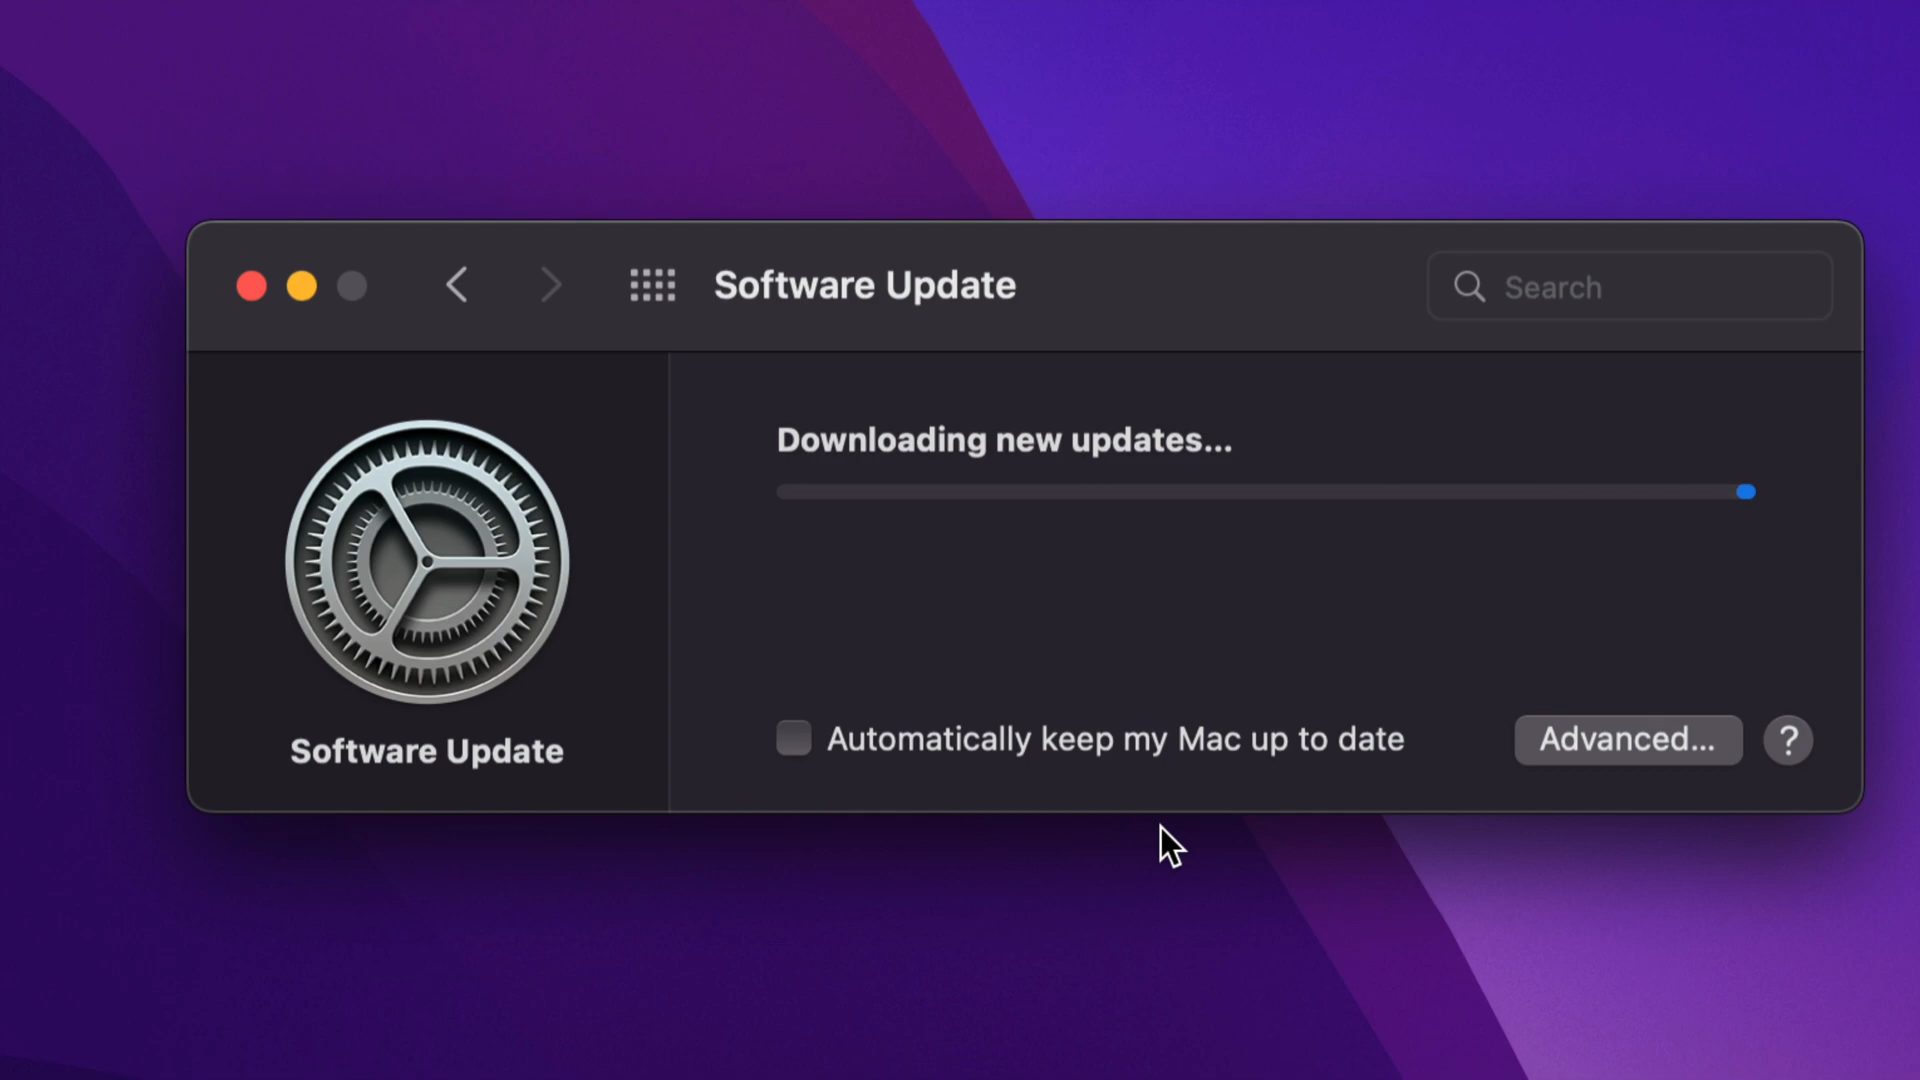 Software Update
Search
Downloading new updates...
Software Update
Automatically keep my Mac up to date
Advanced...
?